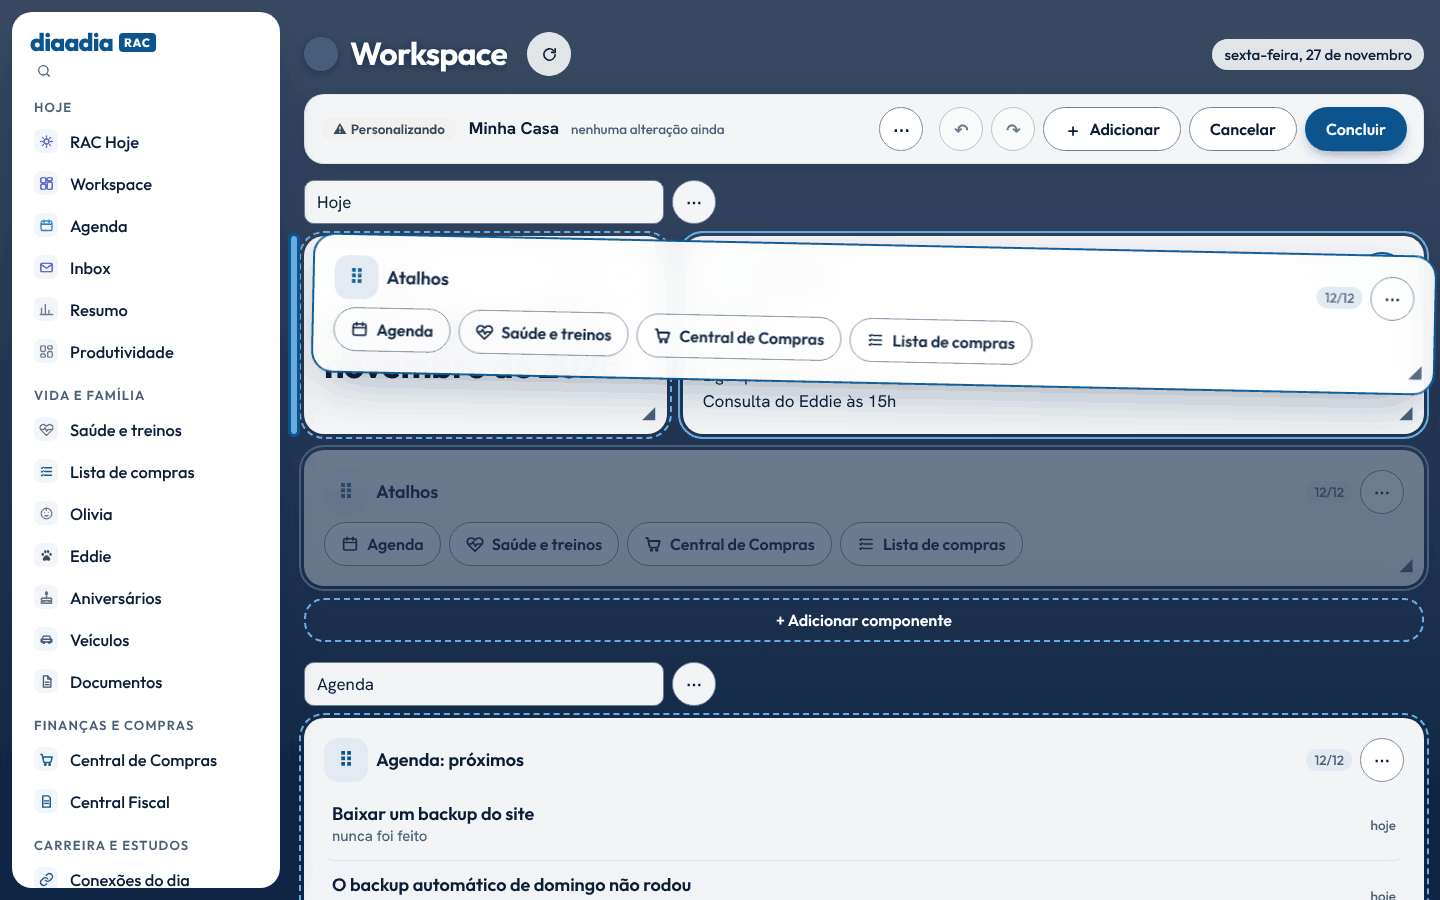 diaadia RAC
HOJE
RAC Hoje
Workspace
Agenda
Inbox
Resumo
Produtividade
VIDA E FAMÍLIA
Saúde e treinos
Lista de compras
Olivia
Eddie
Aniversários
Veículos
Documentos
FINANÇAS E COMPRAS
Central de Compras
Central Fiscal
CARREIRA E ESTUDOS
Conexões do dia
Workspace
sexta-feira, 27 de novembro
Personalizando Minha Casa nenhuma alteração ainda
+ Adicionar
Cancelar
Concluir
Hoje
Atalhos
12/12
Agenda
Saúde e treinos
Central de Compras
Lista de compras
novembro de
Consulta do Eddie às 15h
Atalhos
12/12
Agenda
Saúde e treinos
Central de Compras
Lista de compras
+ Adicionar componente
Agenda
Agenda: próximos
12/12
Baixar um backup do site
nunca foi feito
hoje
O backup automático de domingo não rodou
hoje